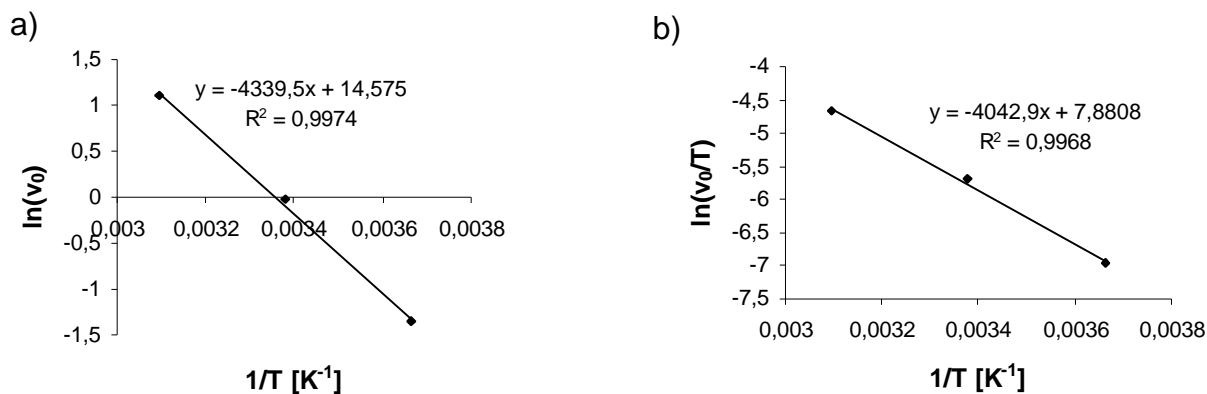 a)
ln(v0)
1,5
1
0,5
0
-0,5
-1
-1,5
y = -4339,5x + 14,575
R² = 0,9974
0,003 0,0032 0,0034 0,0036 0,0038
1/T [K⁻¹]
b)
ln(v0/T)
-4
-4,5
-5
-5,5
-6
-6,5
-7
-7,5
y = -4042,9x + 7,8808
R² = 0,9968
0,003 0,0032 0,0034 0,0036 0,0038
1/T [K⁻¹]